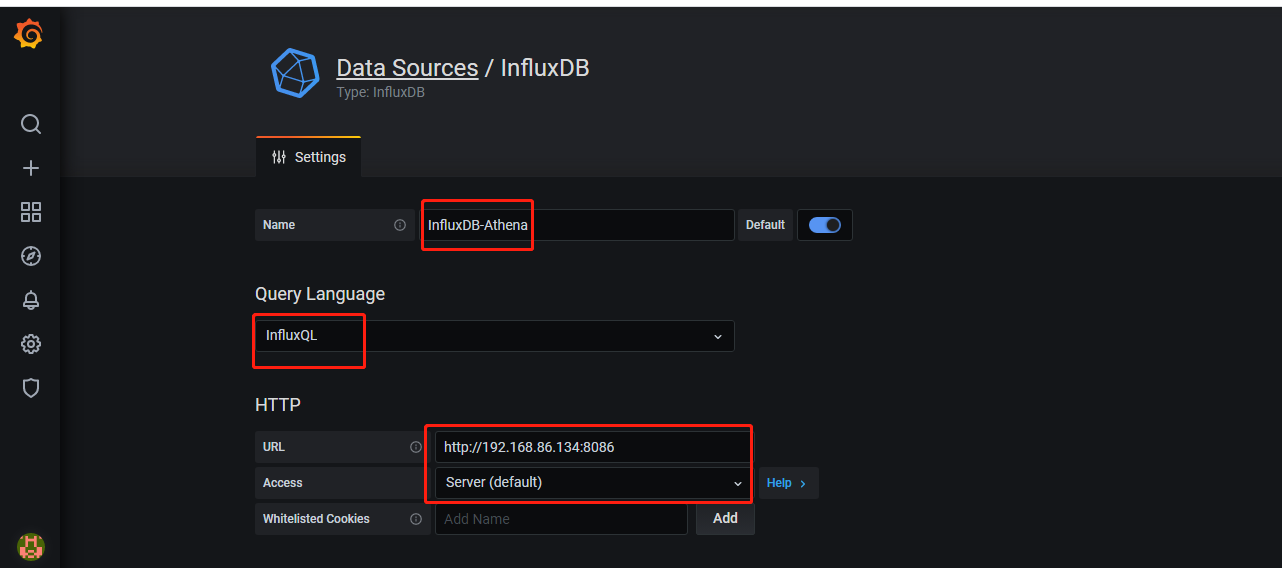 Data Sources / InfluxDB
Type: InfluxDB
Settings
Name InfluxDB-Athena Default
Query Language
InfluxQL
HTTP
URL http://192.168.86.134:8086
Access Server (default) Help
Whitelisted Cookies Add Name Add